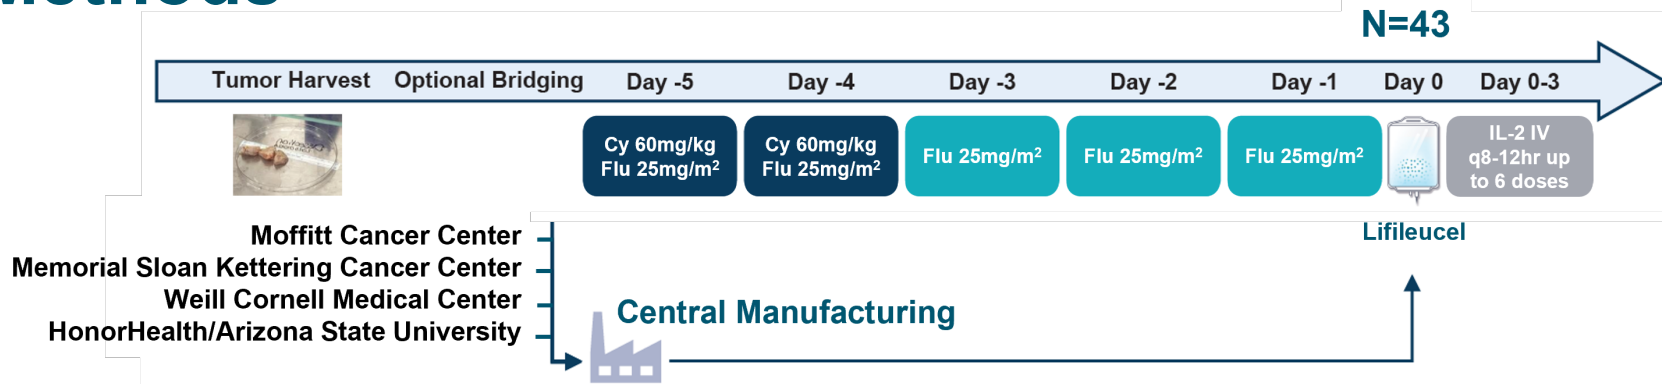 Methods
N=43
Tumor Harvest Optional Bridging Day -5 Day -4 Day -3 Day -2 Day -1 Day 0 Day 0-3
Cy 60mg/kg
Flu 25mg/m²
Cy 60mg/kg
Flu 25mg/m²
Flu 25mg/m²
Flu 25mg/m²
Flu 25mg/m²
IL-2 IV
q8-12hr up
to 6 doses
Lifileucel
Moffitt Cancer Center
Memorial Sloan Kettering Cancer Center
Weill Cornell Medical Center
HonorHealth/Arizona State University
Central Manufacturing